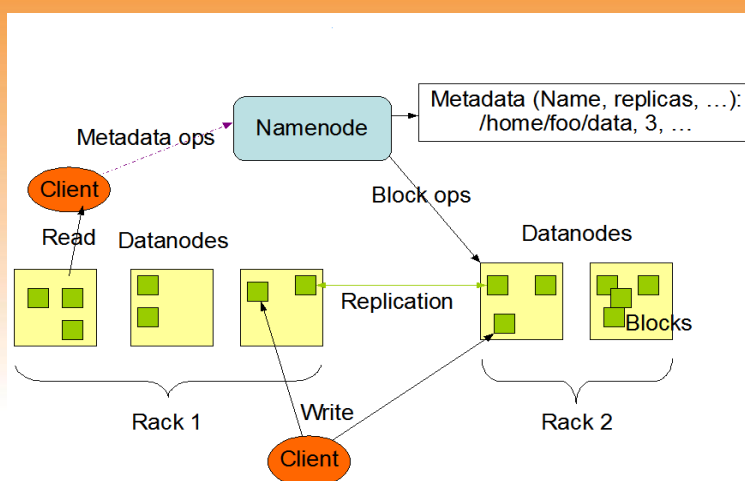 Metadata (Name, replicas, …):
/home/foo/data, 3, …
Namenode
Metadata ops
Client
Block ops
Read
Datanodes
Datanodes
Replication
Blocks
Rack 1
Write
Rack 2
Client